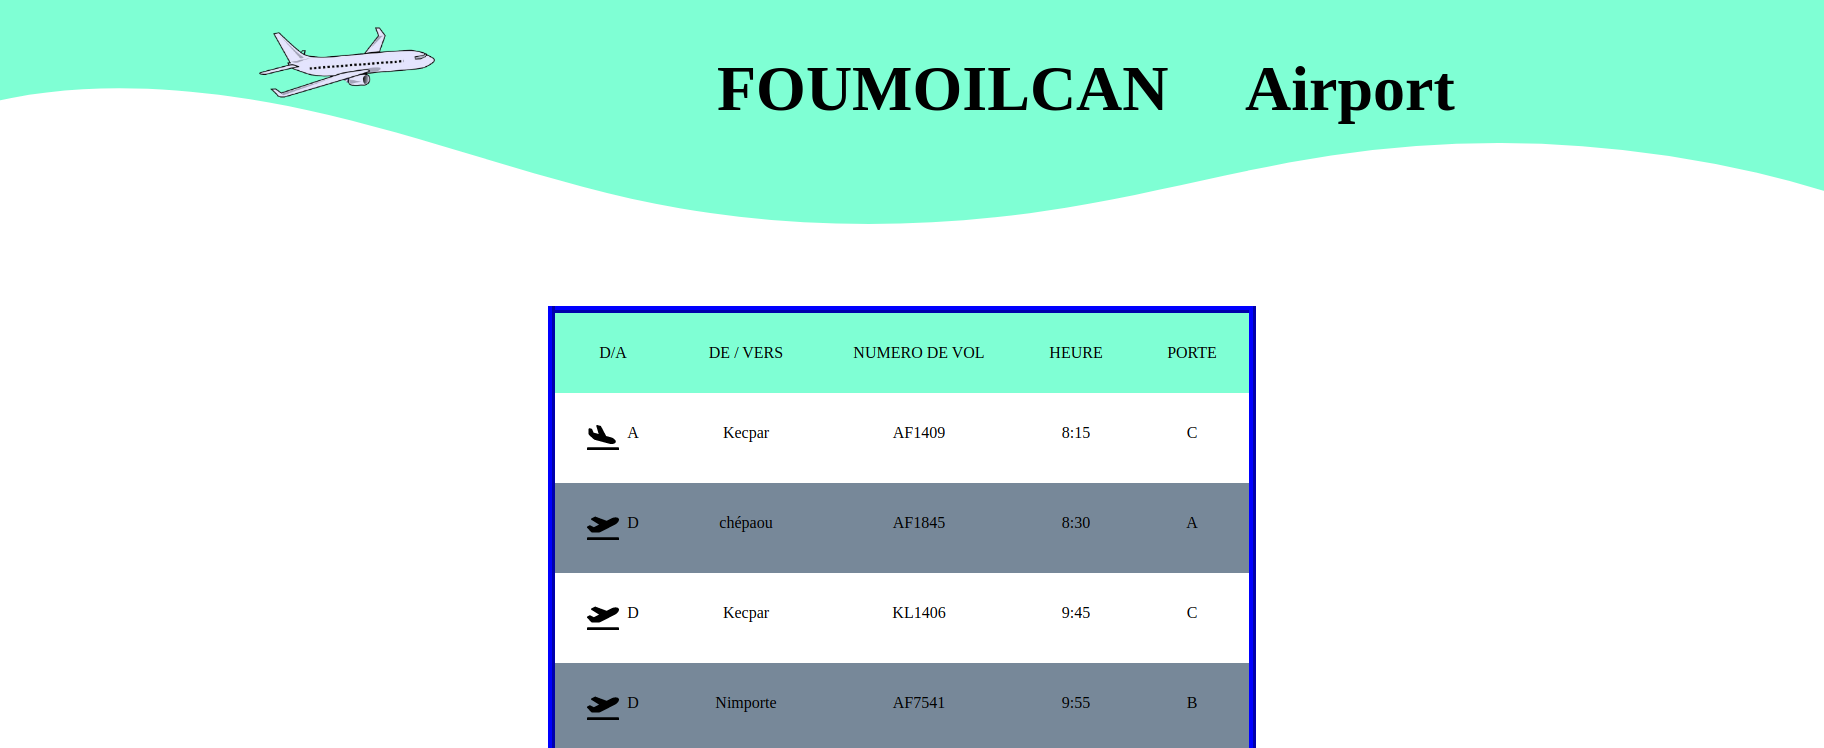 FOUMOILCAN Airport
D/A DE / VERS NUMERO DE VOL HEURE PORTE
A Kecpar AF1409 8:15 C
D chépaou AF1845 8:30 A
D Kecpar KL1406 9:45 C
D Nimporte AF7541 9:55 B